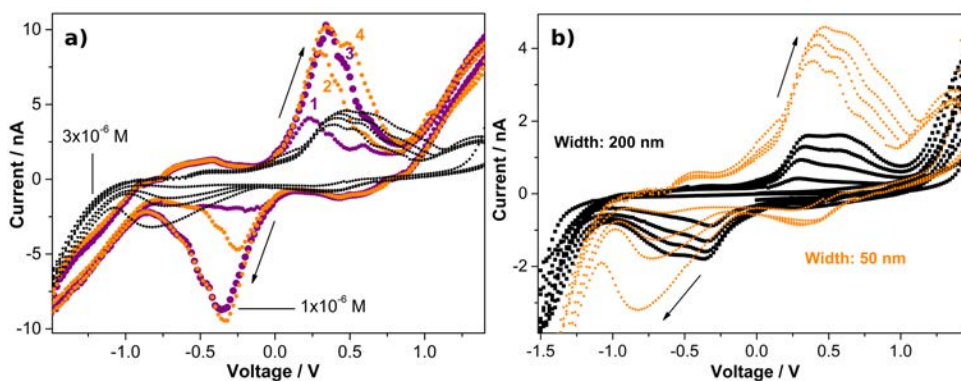 a)
10
5
0
-5
-10
Current / nA
3x10⁻⁶ M
1
2
3
4
1x10⁻⁶ M
-1.0
-0.5
0.0
0.5
1.0
Voltage / V
b)
4
2
0
-2
Current / nA
Width: 200 nm
Width: 50 nm
-1.5
-1.0
-0.5
0.0
0.5
1.0
Voltage / V